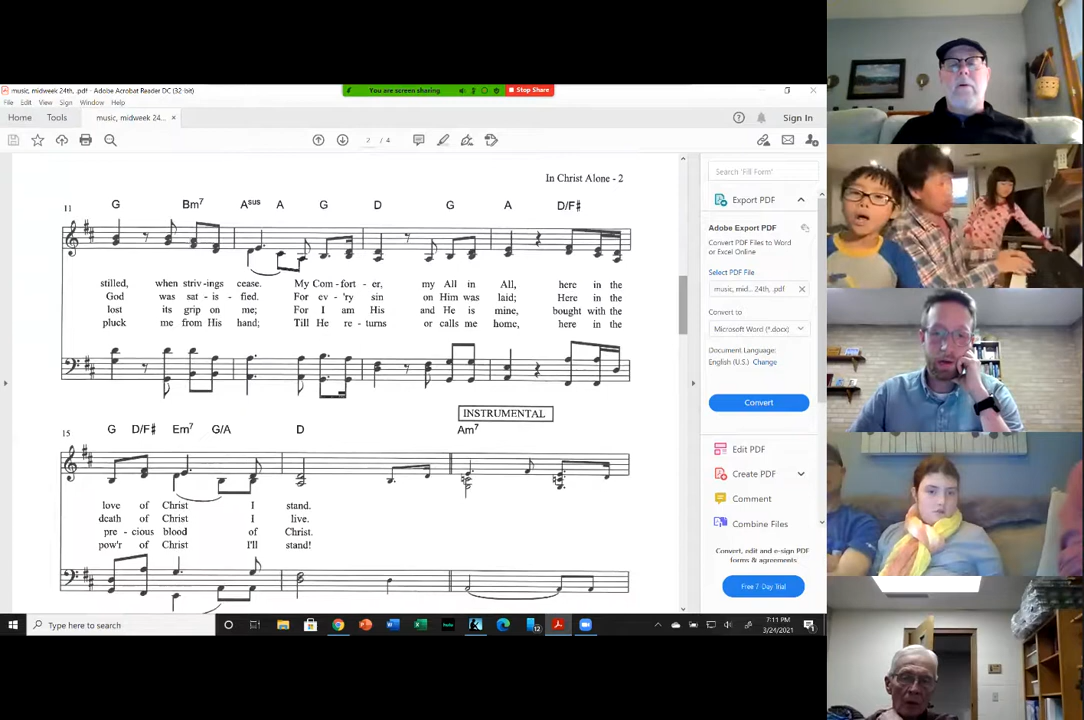 music, midweek 24th, .pdf - Adobe Acrobat Reader DC (32-bit)
You are screen sharing
Stop Share
File Edit View Sign Window Help
Home Tools music, midweek 24... × Sign In
2 / 4
In Christ Alone - 2
Search 'Fill Form'
Export PDF
Adobe Export PDF
Convert PDF Files to Word
or Excel Online
Select PDF File
music, mid... 24th, .pdf ×
Convert to
Microsoft Word (*.docx)
Document Language:
English (U.S.) Change
Convert
Edit PDF
Create PDF
Comment
Combine Files
Convert, edit and e-sign PDF
forms & agreements
Free 7-Day Trial
11
G Bm7 Asus A G D G A D/F#
stilled, when striv-ings cease. My Com-fort-er, my All in All, here in the
God was sat-is-fied. For ev-'ry sin on Him was laid; Here in the
lost its grip on me; For I am His and He is mine, bought with the
pluck me from His hand; Till He re-turns or calls me home, here in the
INSTRUMENTAL
15
G D/F# Em7 G/A D Am7
love of Christ I stand.
death of Christ I live.
pre-cious blood of Christ.
pow'r of Christ I'll stand!
Type here to search
hulu
12
7:11 PM
3/24/2021